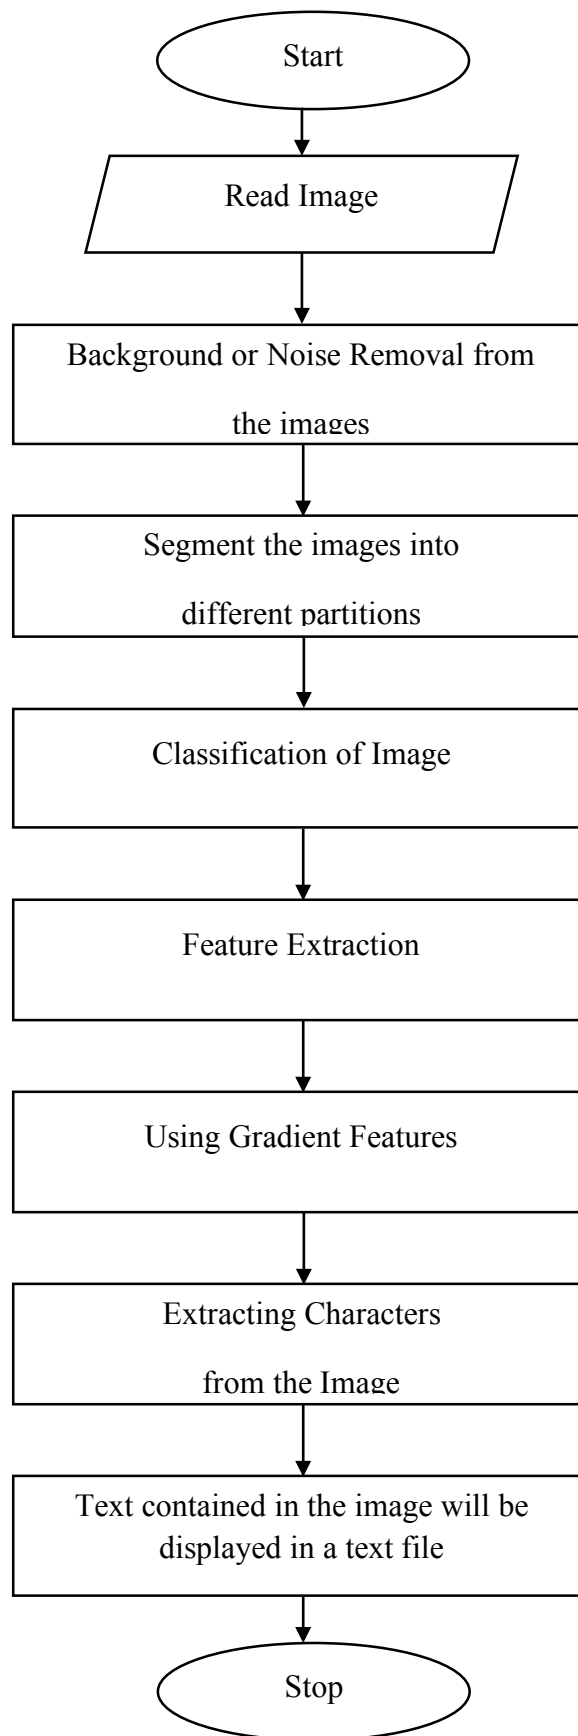 Start
Read Image
Background or Noise Removal from
the images
Segment the images into
different partitions
Classification of Image
Feature Extraction
Using Gradient Features
Extracting Characters
from the Image
Text contained in the image will be
displayed in a text file
Stop